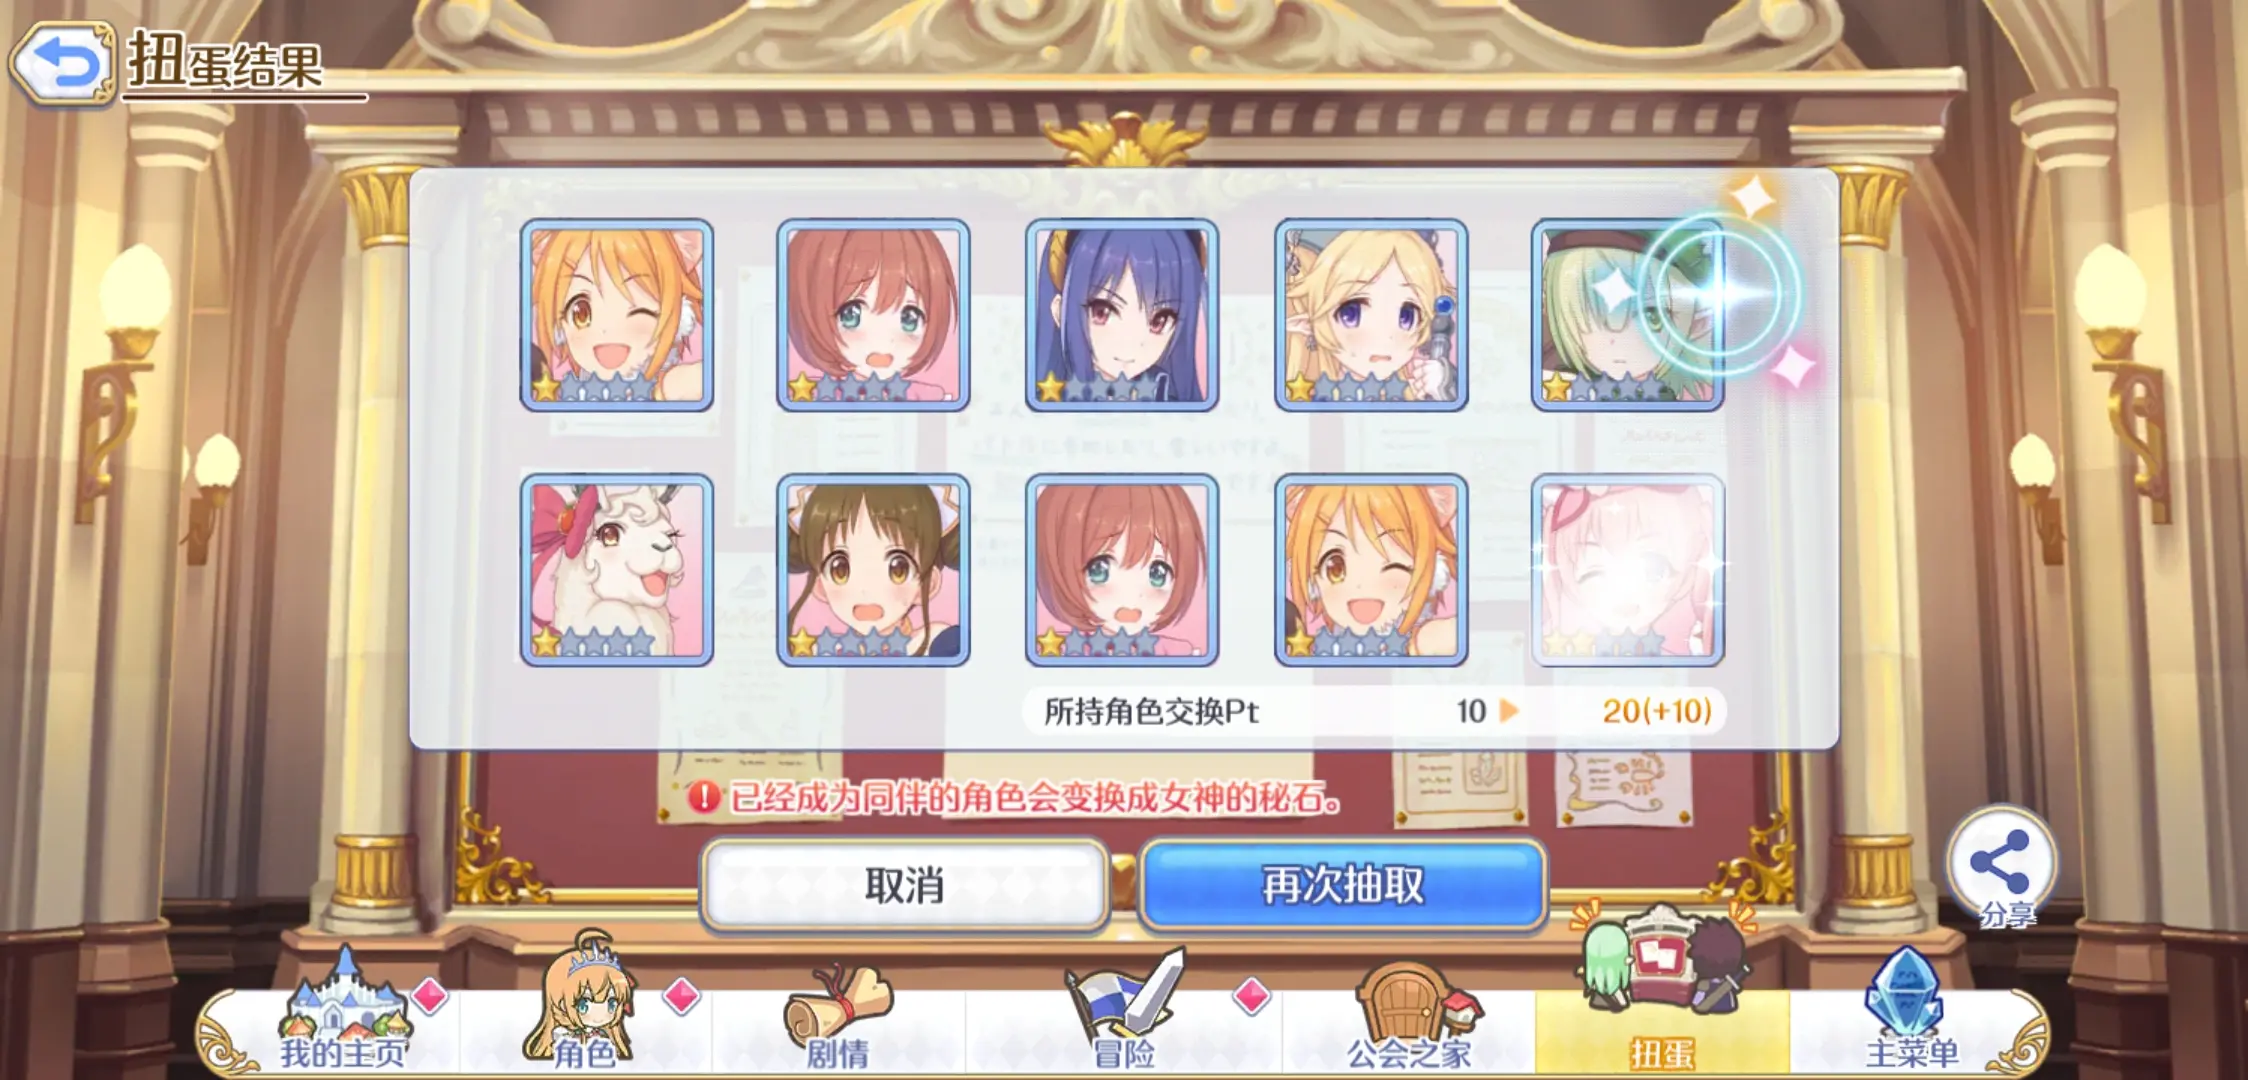 扭蛋结果
所持角色交换Pt 10 20(+10)
已经成为同伴的角色会变换成女神的秘石。
取消
再次抽取
分享
我的主页
角色
剧情
冒险
公会之家
扭蛋
主菜单